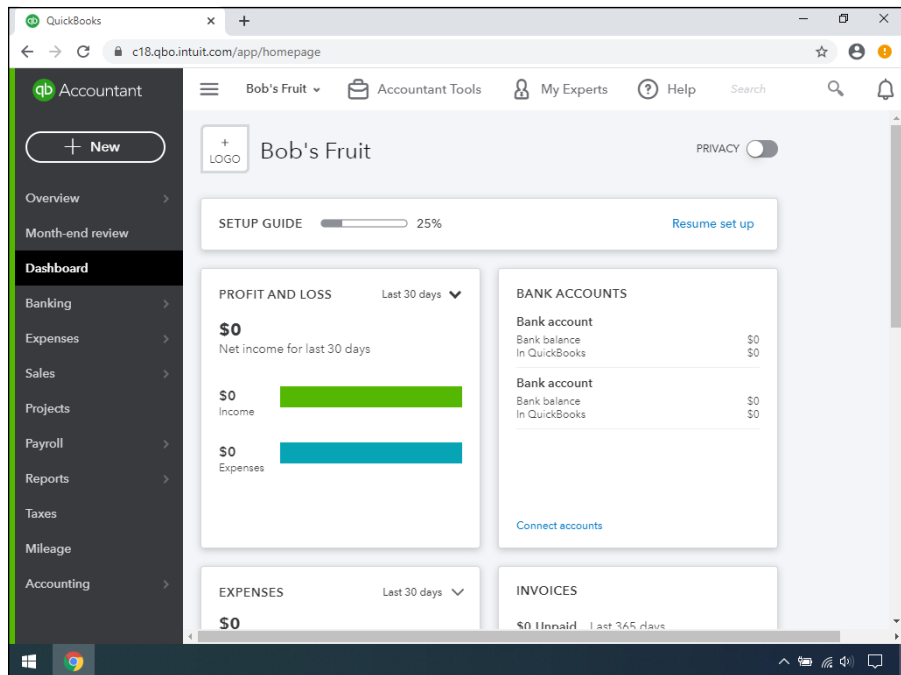 QuickBooks
c18.qbo.intuit.com/app/homepage
qb Accountant
Bob's Fruit
Accountant Tools
My Experts
? Help
Search
+ New
Overview
Month-end review
Dashboard
Banking
Expenses
Sales
Projects
Payroll
Reports
Taxes
Mileage
Accounting
+
LOGO
Bob's Fruit
PRIVACY
SETUP GUIDE 25% Resume set up
PROFIT AND LOSS Last 30 days
$0
Net income for last 30 days
$0
Income
$0
Expenses
BANK ACCOUNTS
Bank account
Bank balance $0
In QuickBooks $0
Bank account
Bank balance $0
In QuickBooks $0
Connect accounts
EXPENSES Last 30 days
$0
INVOICES
$0 Unpaid Last 365 days